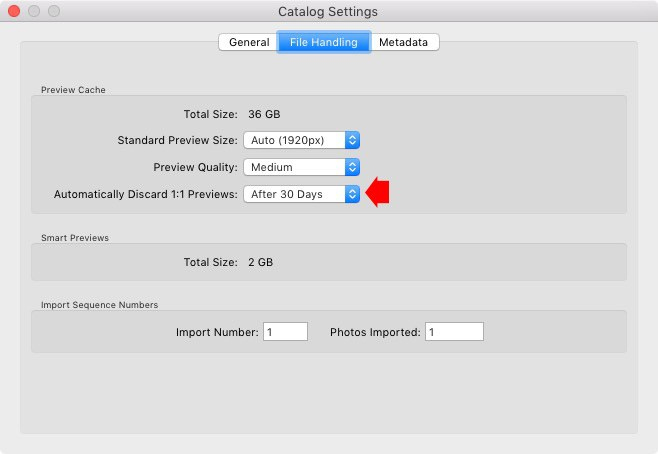 Catalog Settings
General File Handling Metadata
Preview Cache
Total Size: 36 GB
Standard Preview Size: Auto (1920px)
Preview Quality: Medium
Automatically Discard 1:1 Previews: After 30 Days
Smart Previews
Total Size: 2 GB
Import Sequence Numbers
Import Number: 1 Photos Imported: 1